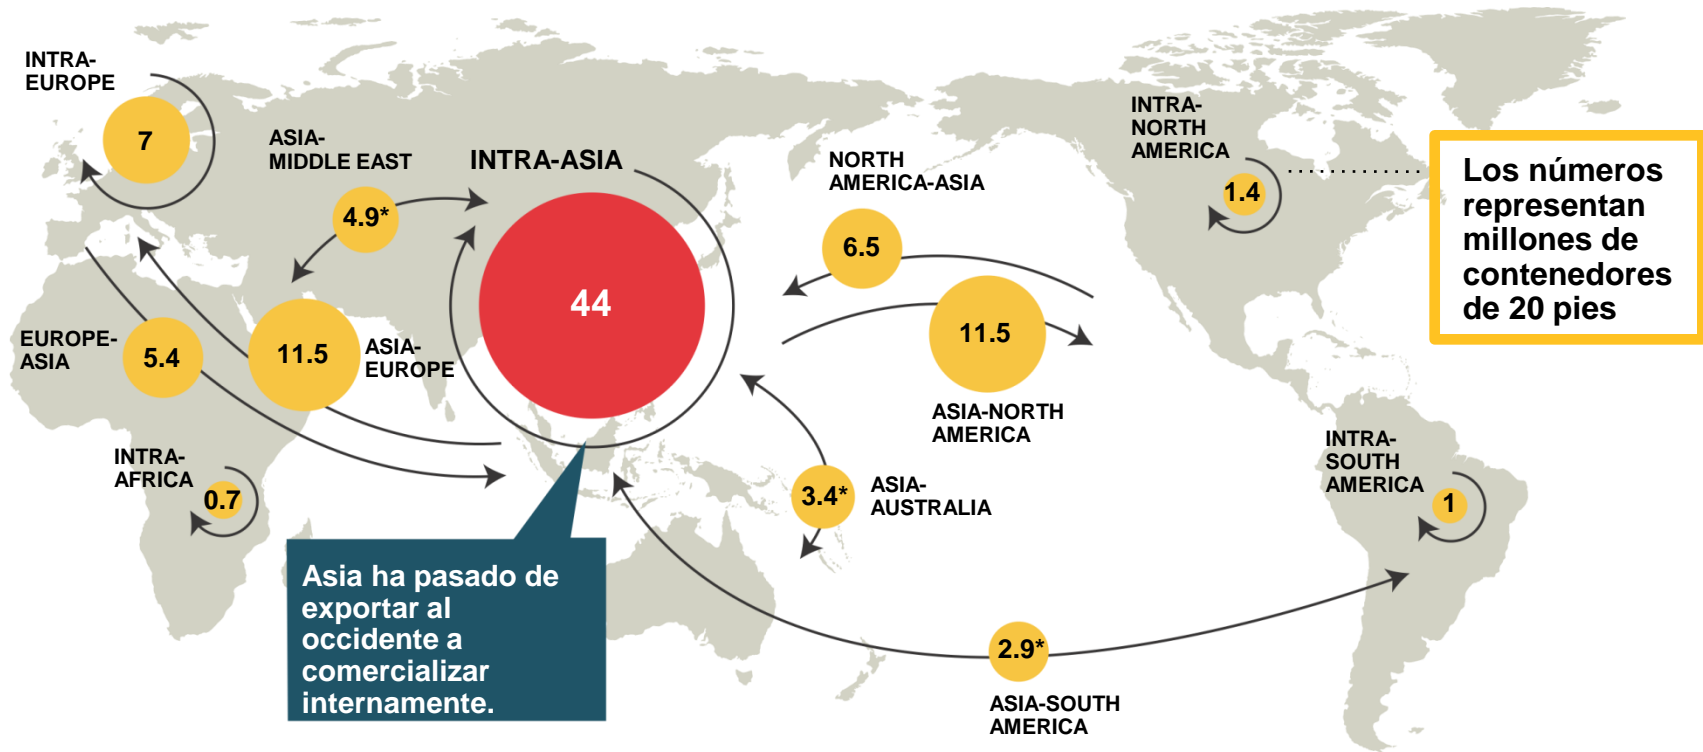 INTRA-
EUROPE
7
ASIA-
MIDDLE EAST
4.9*
INTRA-ASIA
44
NORTH
AMERICA-ASIA
6.5
INTRA-
NORTH
AMERICA
1.4
Los números
representan
millones de
contenedores
de 20 pies
EUROPE-
ASIA
5.4
11.5
ASIA-
EUROPE
11.5
ASIA-NORTH
AMERICA
INTRA-
AFRICA
0.7
3.4*
ASIA-
AUSTRALIA
INTRA-
SOUTH
AMERICA
1
Asia ha pasado de
exportar al
occidente a
comercializar
internamente.
2.9*
ASIA-SOUTH
AMERICA